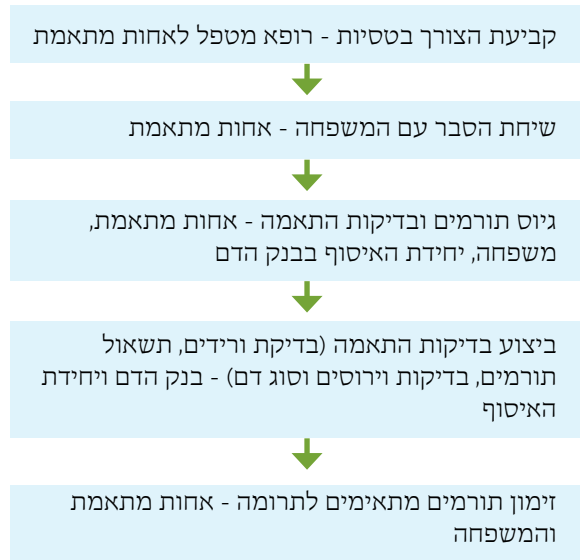 קביעת הצורך בטסיות - רופא מטפל לאחות מתאמת
שיחת הסבר עם המשפחה - אחות מתאמת
גיוס תורמים ובדיקות התאמה - אחות מתאמת,
משפחה, יחידת האיסוף בבנק הדם
ביצוע בדיקות התאמה (בדיקת ורידים, תשאול
תורמים, בדיקות וירוסים וסוג דם) - בנק הדם ויחידת
האיסוף
זימון תורמים מתאימים לתרומה - אחות מתאמת
והמשפחה